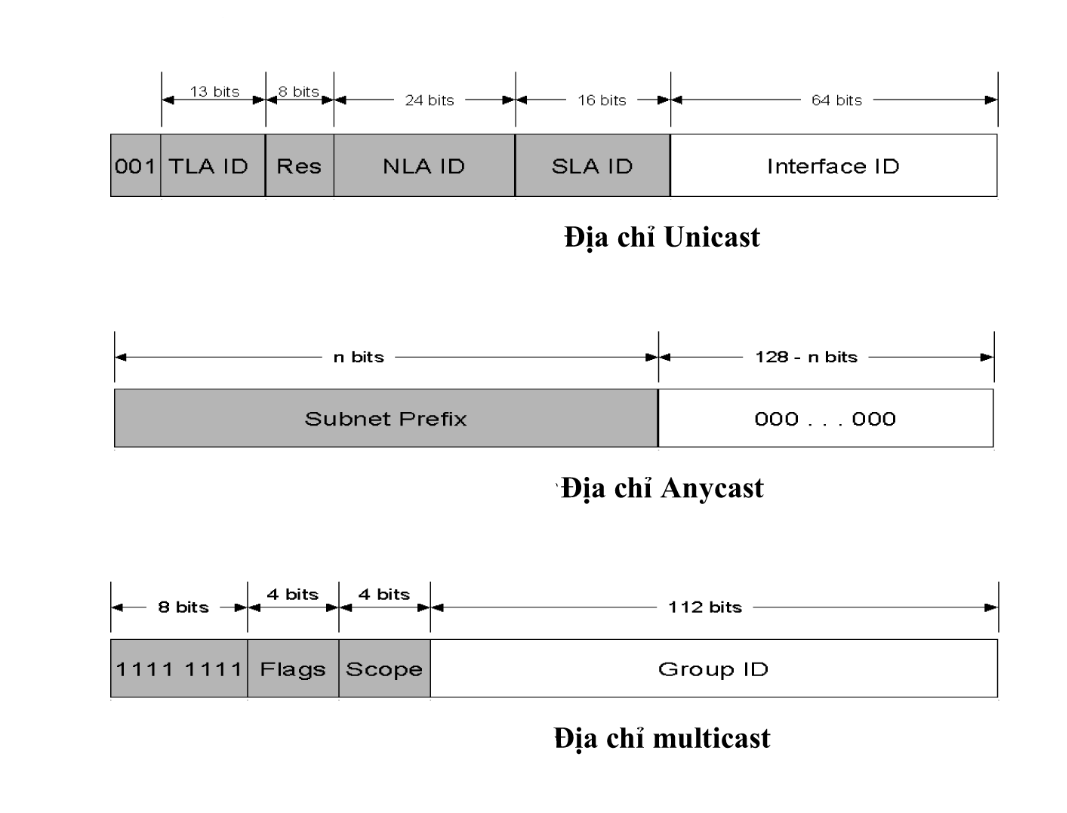 13 bits 8 bits 24 bits 16 bits 64 bits
001 TLA ID Res NLA ID SLA ID Interface ID
Địa chỉ Unicast
n bits 128 - n bits
Subnet Prefix 000 . . . 000
`Địa chỉ Anycast
8 bits 4 bits 4 bits 112 bits
1111 1111 Flags Scope Group ID
Địa chỉ multicast